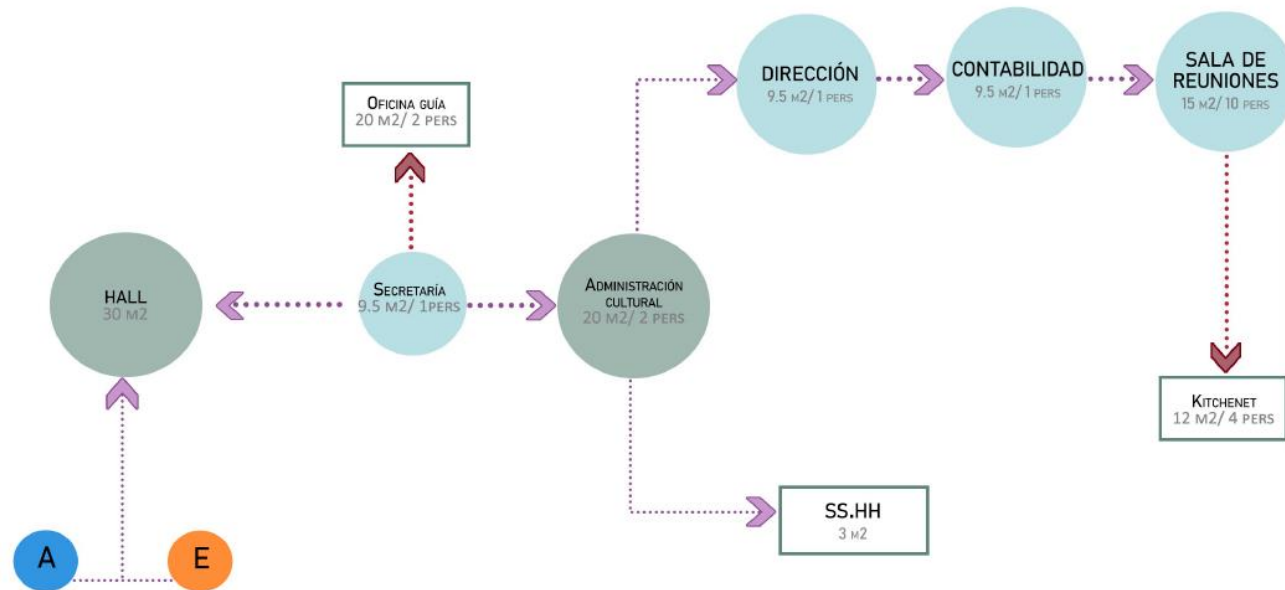 DIRECCIÓN
9.5 M2/1 PERS
CONTABILIDAD
9.5 M2/ 1 PERS
SALA DE
REUNIONES
15 M2/ 10 PERS
OFICINA GUÍA
20 M2/ 2 PERS
HALL
30 M2
SECRETARÍA
9.5 M2/ 1PERS
ADMINISTRACIÓN
CULTURAL
20 M2/ 2 PERS
KITCHENET
12 M2/ 4 PERS
SS.HH
3 M2
A
E